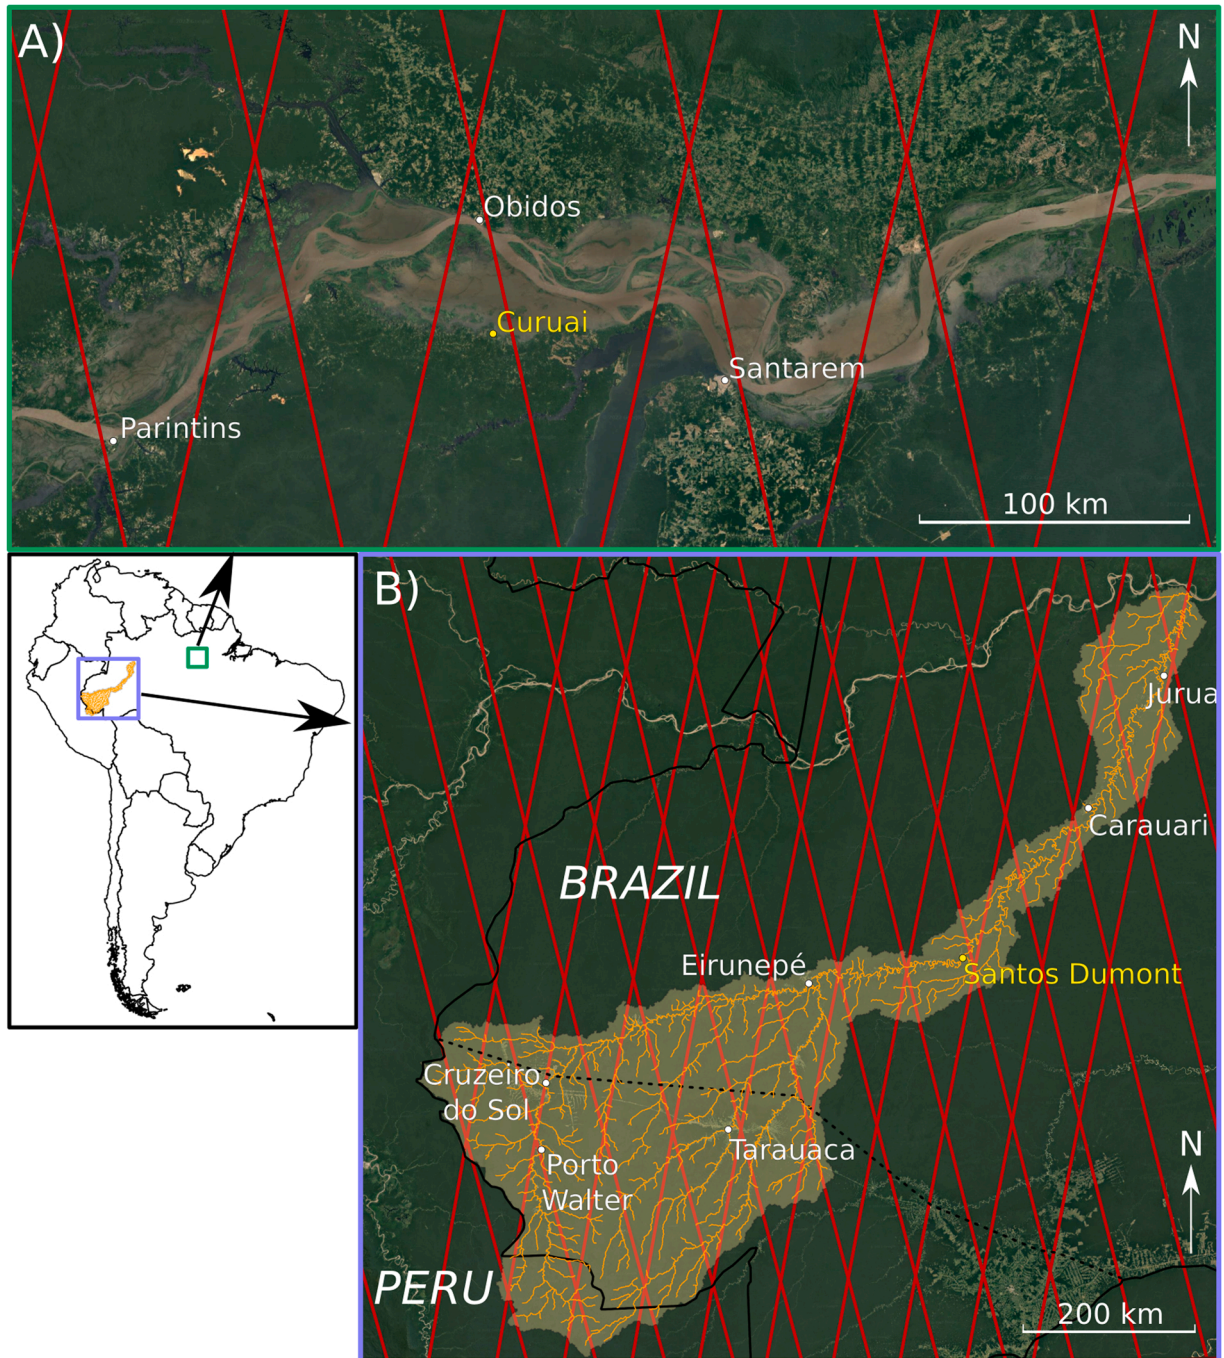 A)
N
Obidos
Curuai
Santarem
Parintins
100 km
B)
Jurua
Carauari
BRAZIL
Eirunepé
Santos Dumont
Cruzeiro
do Sol
Tarauaca
Porto
Walter
N
PERU
200 km